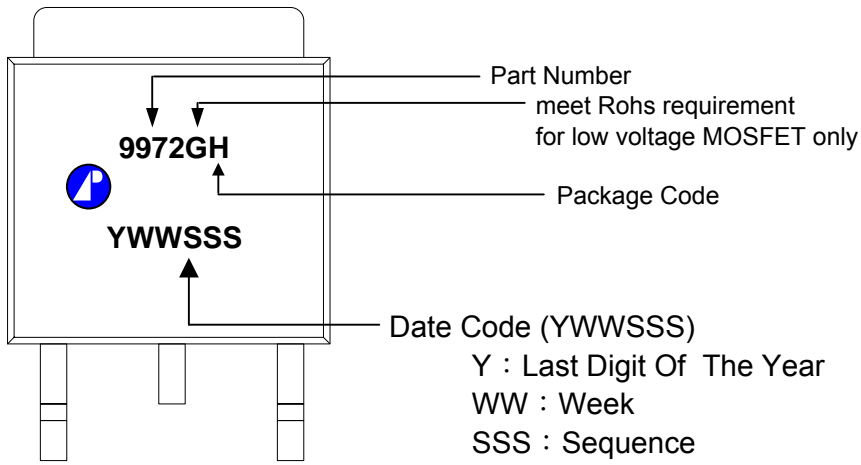 Part Number
meet Rohs requirement
for low voltage MOSFET only
9972GH
Package Code
YWWSSS
Date Code (YWWSSS)
Y：Last Digit Of The Year
WW：Week
SSS：Sequence